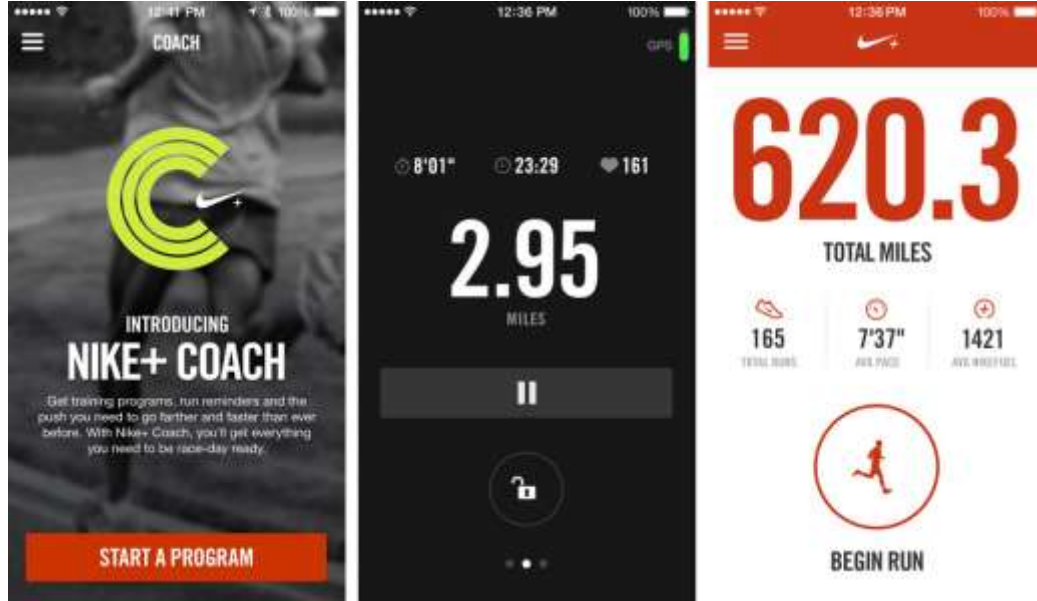 12:41 PM
100%
COACH
INTRODUCING
NIKE+ COACH
Get training programs, run reminders and the
push you need to go farther and faster than ever
before. With Nike+ Coach, you'll get everything
you need to be race-day ready.
START A PROGRAM
12:36 PM
100%
GPS
8'01"
23:29
161
2.95
MILES
12:36 PM
100%
620.3
TOTAL MILES
165
7'37"
1421
TOTAL RUNS
AVG PACE
AVG NIKEFUEL
BEGIN RUN